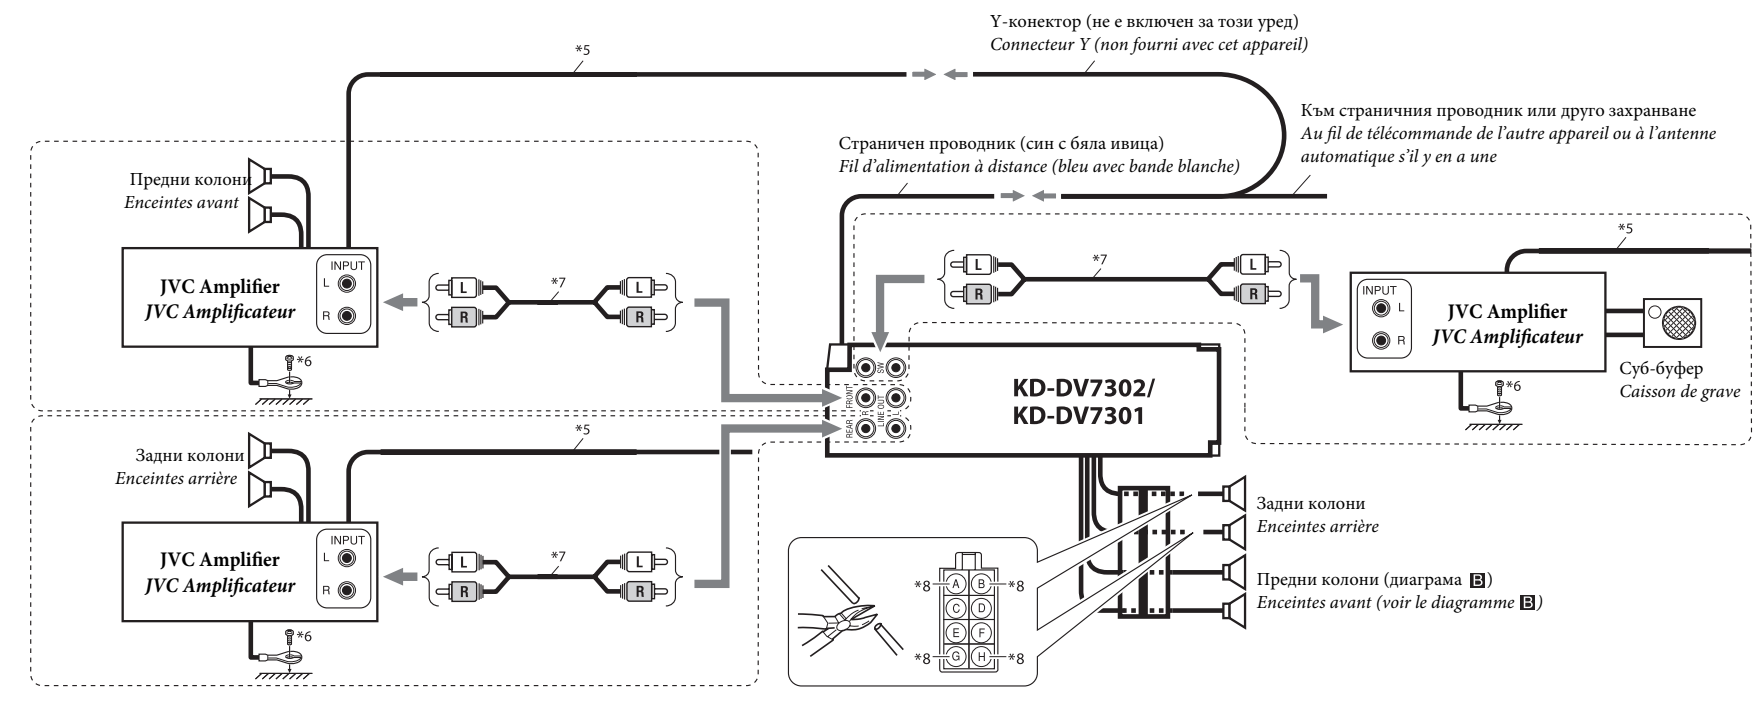 Y-конектор (не е включен за този уред)
Connecteur Y (non fourni avec cet appareil)
*5
Към страничния проводник или друго захранване
Au fil de télécommande de l'autre appareil ou à l'antenne
automatique s'il y en a une
Страничен проводник (син с бяла ивица)
Fil d'alimentation à distance (bleu avec bande blanche)
Предни колони
Enceintes avant
JVC Amplifier
JVC Amplificateur
INPUT
L
R
*6
L
R
*7
L
R
L
R
*7
L
R
*5
INPUT
L
R
JVC Amplifier
JVC Amplificateur
*6
Суб-буфер
Caisson de grave
SW
FRONT
REAR
R
LINE OUT
L
KD-DV7302/
KD-DV7301
Задни колони
Enceintes arrière
*5
JVC Amplifier
JVC Amplificateur
INPUT
L
R
*6
L
R
*7
L
R
Задни колони
Enceintes arrière
Предни колони (диаграма B)
Enceintes avant (voir le diagramme B)
*8 A B *8
C D
E F
*8 G H *8